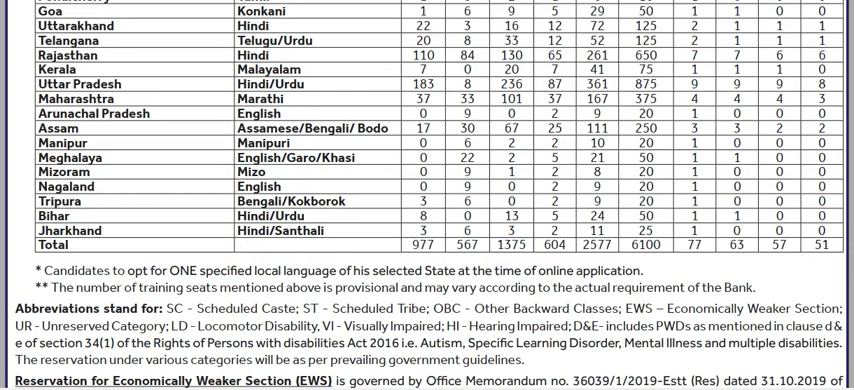 Goa Konkani 1 6 9 5 29 50 1 1 0 0
Uttarakhand Hindi 22 3 16 12 72 125 2 1 1 1
Telangana Telugu/Urdu 20 8 33 12 52 125 2 1 1 1
Rajasthan Hindi 110 84 130 65 261 650 7 7 6 6
Kerala Malayalam 7 0 20 7 41 75 1 1 1 0
Uttar Pradesh Hindi/Urdu 183 8 236 87 361 875 9 9 9 8
Maharashtra Marathi 37 33 101 37 167 375 4 4 4 3
Arunachal Pradesh English 0 9 0 2 9 20 1 0 0 0
Assam Assamese/Bengali/ Bodo 17 30 67 25 111 250 3 3 2 2
Manipur Manipuri 0 6 2 2 10 20 1 0 0 0
Meghalaya English/Garo/Khasi 0 22 2 5 21 50 1 1 0 0
Mizoram Mizo 0 9 1 2 8 20 1 0 0 0
Nagaland English 0 9 0 2 9 20 1 0 0 0
Tripura Bengali/Kokborok 3 6 0 2 9 20 1 0 0 0
Bihar Hindi/Urdu 8 0 13 5 24 50 1 1 0 0
Jharkhand Hindi/Santhali 3 6 3 2 11 25 1 0 0 0
Total 977 567 1375 604 2577 6100 77 63 57 51
* Candidates to opt for ONE specified local language of his selected State at the time of online application.
** The number of training seats mentioned above is provisional and may vary according to the actual requirement of the Bank.
Abbreviations stand for: SC - Scheduled Caste; ST - Scheduled Tribe; OBC - Other Backward Classes; EWS – Economically Weaker Section;
UR - Unreserved Category; LD - Locomotor Disability, VI - Visually Impaired; HI - Hearing Impaired; D&E- includes PWDs as mentioned in clause d &
e of section 34(1) of the Rights of Persons with disabilities Act 2016 i.e. Autism, Specific Learning Disorder, Mental Illness and multiple disabilities.
The reservation under various categories will be as per prevailing government guidelines.
Reservation for Economically Weaker Section (EWS) is governed by Office Memorandum no. 36039/1/2019-Estt (Res) dated 31.10.2019 of